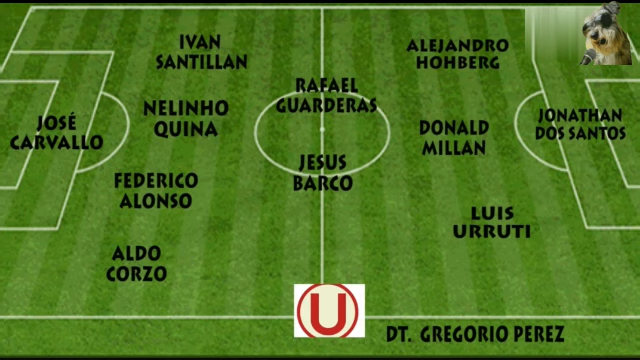 IVAN
SANTILLAN
ALEJANDRO
HOHBERG
RAFAEL
GUARDERAS
JOSÉ
CARVALLO
NELINHO
QUINA
DONALD
MILLAN
JONATHAN
DOS SANTOS
JESUS
BARCO
FEDERICO
ALONSO
LUIS
URRUTI
ALDO
CORZO
U
DT. GREGORIO PEREZ